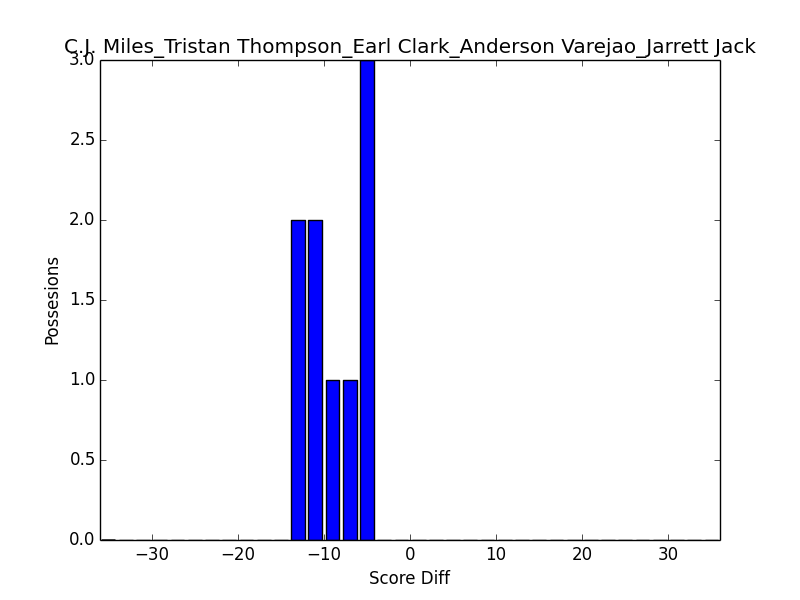 C.J. Miles_Tristan Thompson_Earl Clark_Anderson Varejao_Jarrett Jack
3.0
2.5
2.0
1.5
1.0
0.5
0.0
Possesions
−30 −20 −10 0 10 20 30
Score Diff